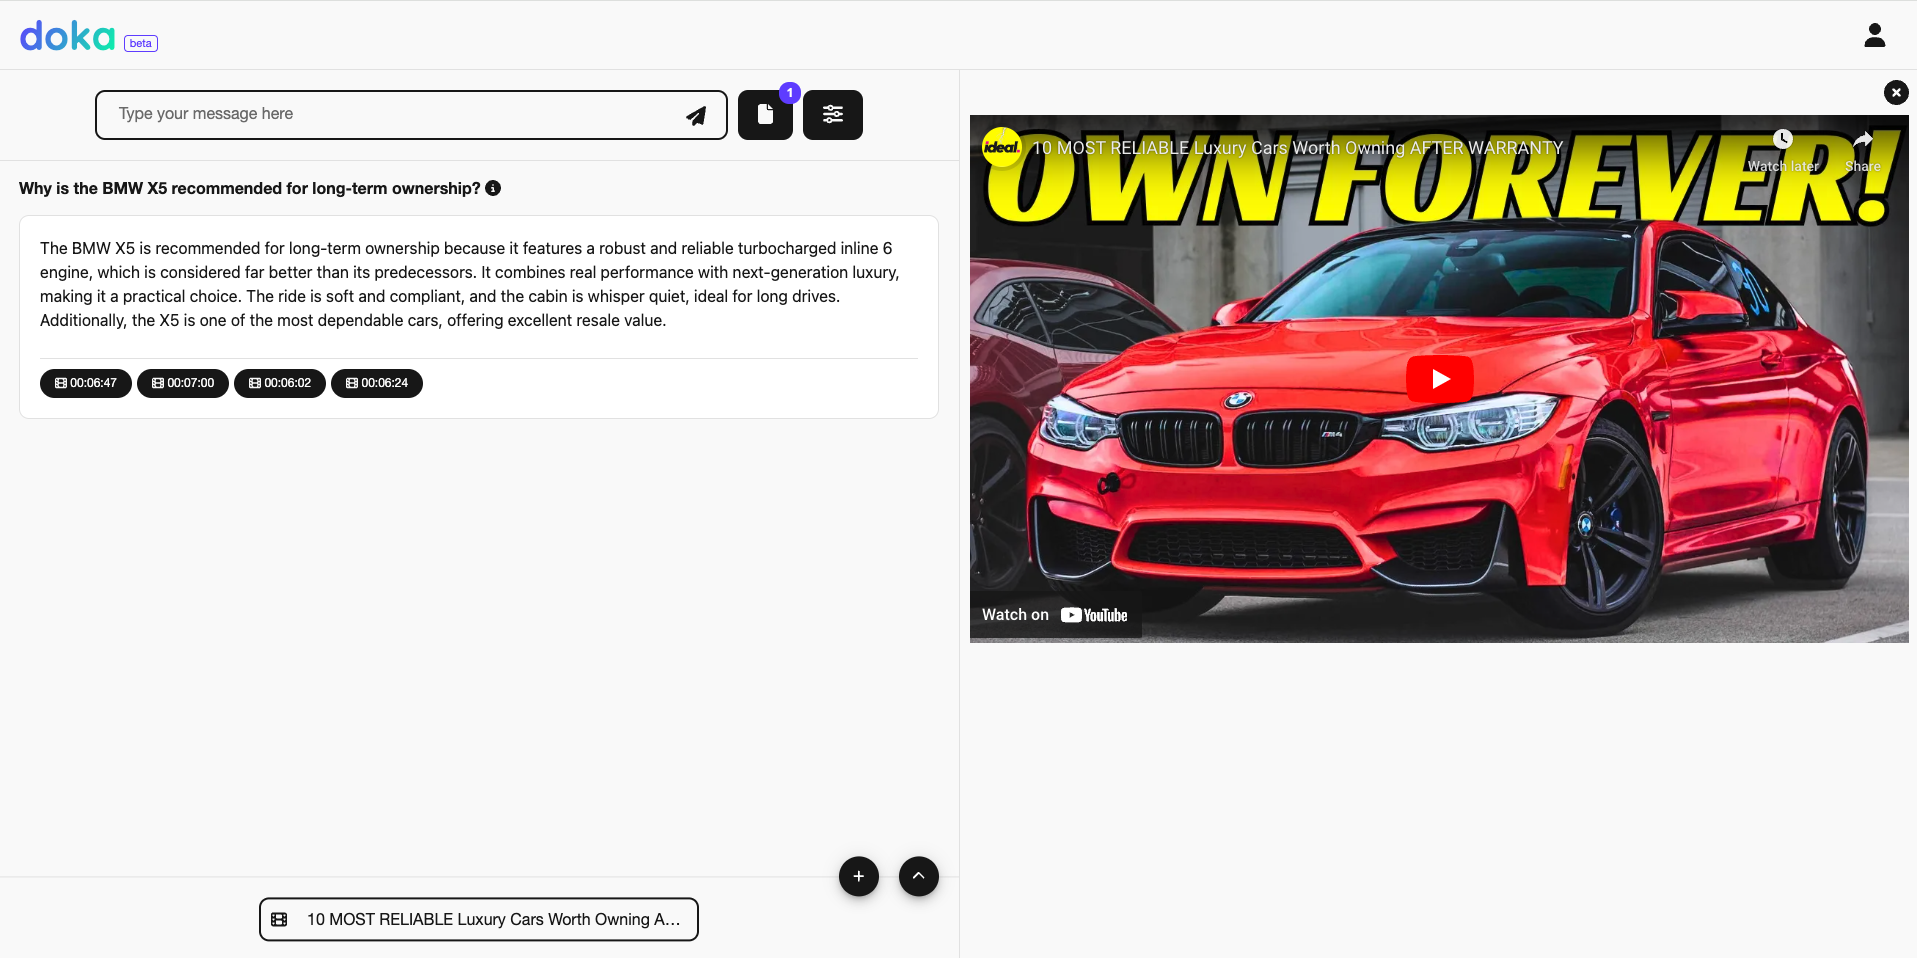 doka beta
Type your message here
1
Why is the BMW X5 recommended for long-term ownership?
The BMW X5 is recommended for long-term ownership because it features a robust and reliable turbocharged inline 6
engine, which is considered far better than its predecessors. It combines real performance with next-generation luxury,
making it a practical choice. The ride is soft and compliant, and the cabin is whisper quiet, ideal for long drives.
Additionally, the X5 is one of the most dependable cars, offering excellent resale value.
00:06:47 00:07:00 00:06:02 00:06:24
10 MOST RELIABLE Luxury Cars Worth Owning A...
ideal.
10 MOST RELIABLE Luxury Cars Worth Owning AFTER WARRANTY
Watch later
Share
OWN FOREVER!
30
M4
Watch on YouTube